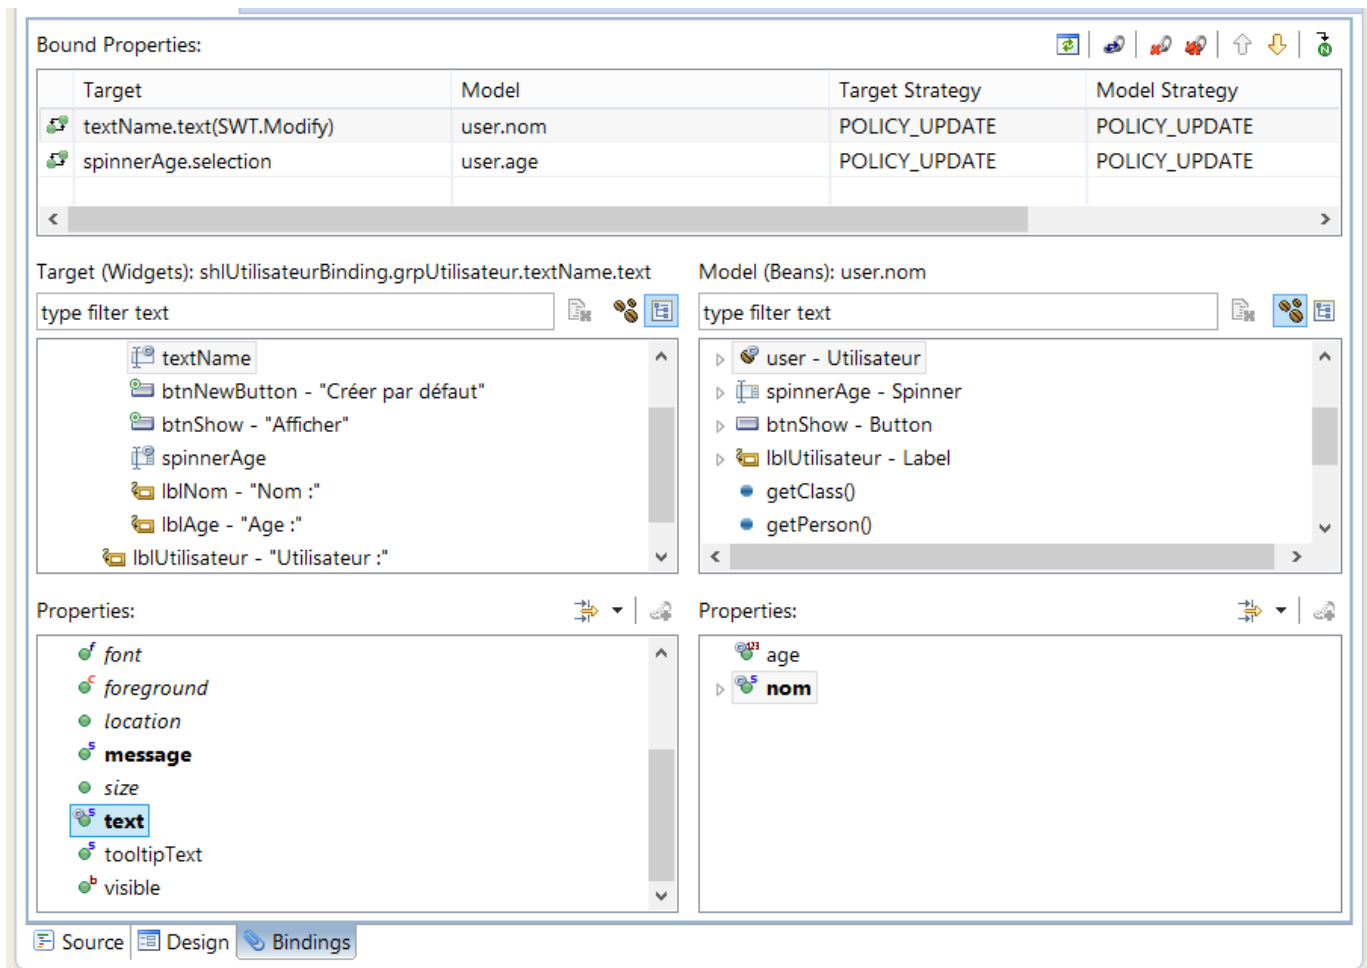 Bound Properties:
Target Model Target Strategy Model Strategy
textName.text(SWT.Modify) user.nom POLICY_UPDATE POLICY_UPDATE
spinnerAge.selection user.age POLICY_UPDATE POLICY_UPDATE
Target (Widgets): shlUtilisateurBinding.grpUtilisateur.textName.text
type filter text
textName
btnNewButton - "Créer par défaut"
btnShow - "Afficher"
spinnerAge
lblNom - "Nom :"
lblAge - "Age :"
lblUtilisateur - "Utilisateur :"
Model (Beans): user.nom
type filter text
user - Utilisateur
spinnerAge - Spinner
btnShow - Button
lblUtilisateur - Label
getClass()
getPerson()
Properties:
font
foreground
location
message
size
text
tooltipText
visible
Properties:
age
nom
Source Design Bindings